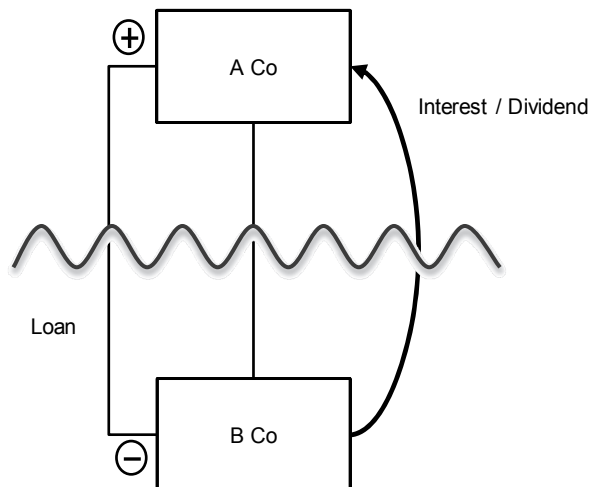 +
A Co
Interest / Dividend
Loan
B Co
−